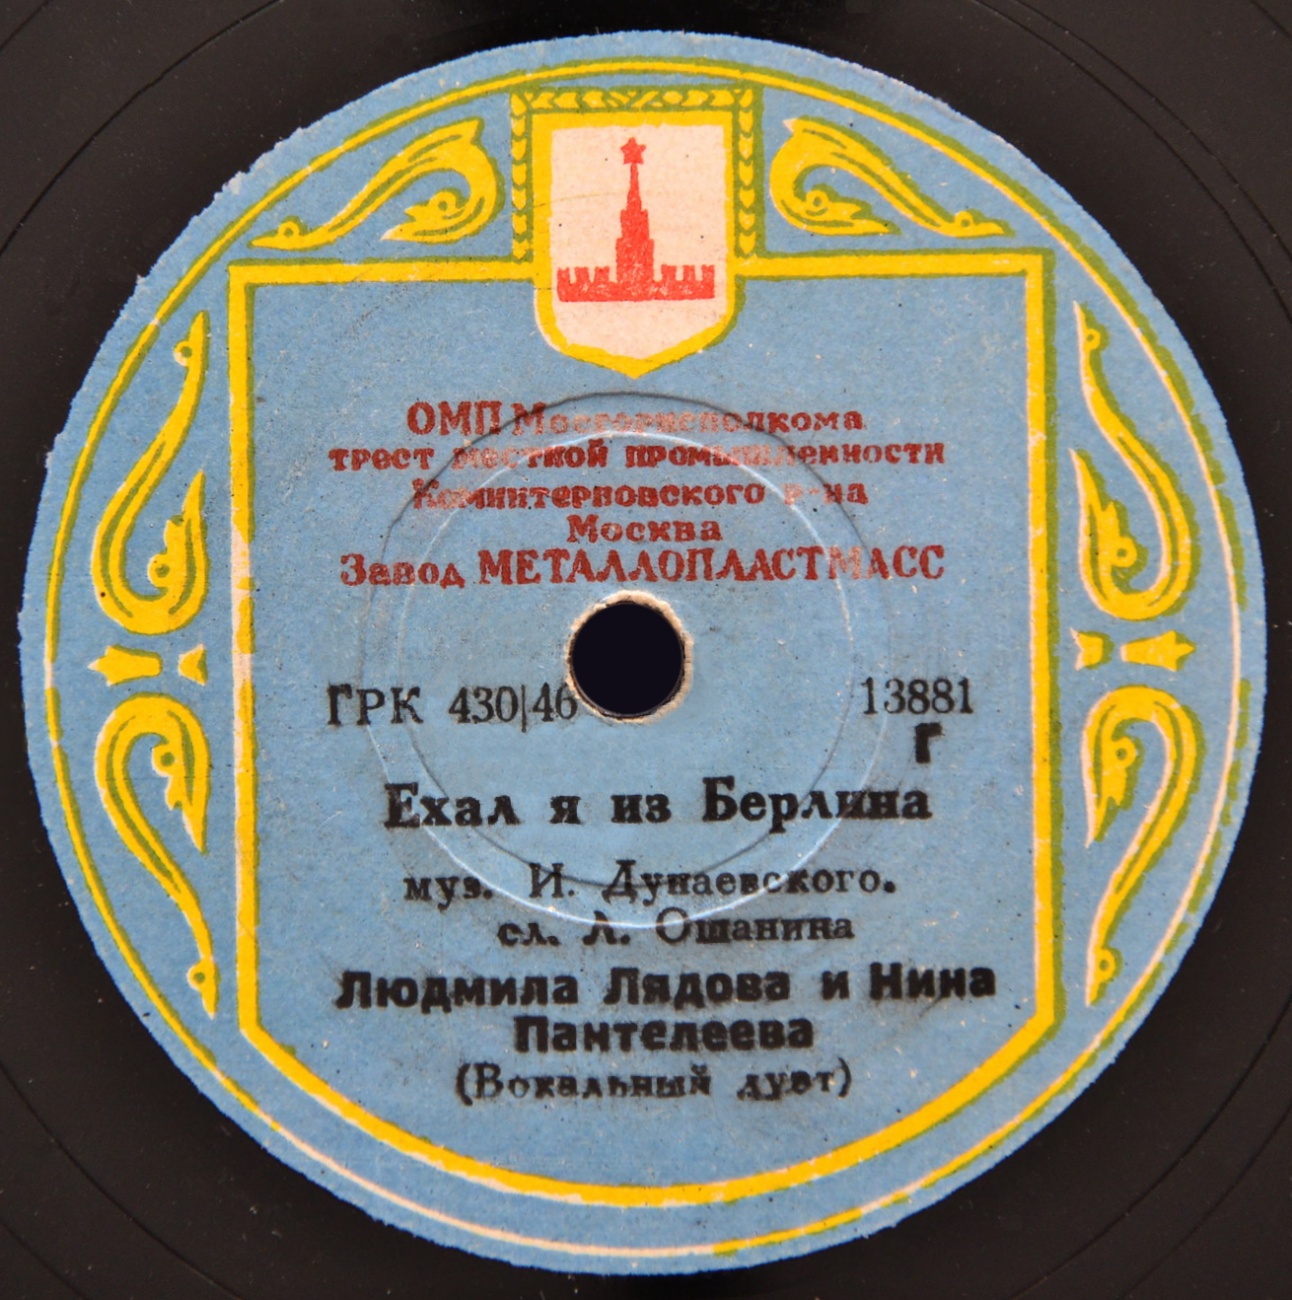 ОМП Мосгорисполкома
трест местной промышленности
Коминтерновского р-на
Москва
Завод МЕТАЛЛОПЛАСТМАСС
ГРК 430|46 13881
Г
Ехал я из Берлина
муз. И. Дунаевского.
сл. Л. Ошанина
Людмила Лядова и Нина
Пантелеева
(Вокальный дуэт)